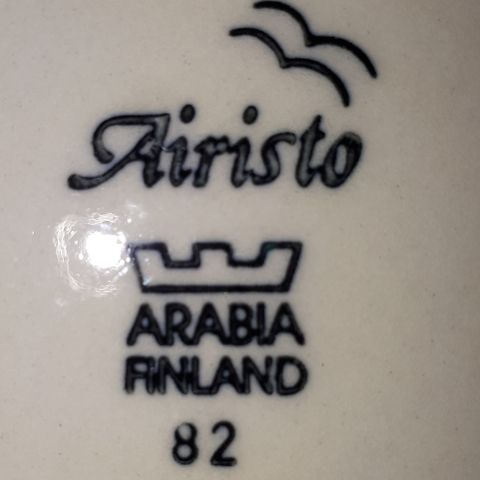 Airisto
ARABIA
FINLAND
82